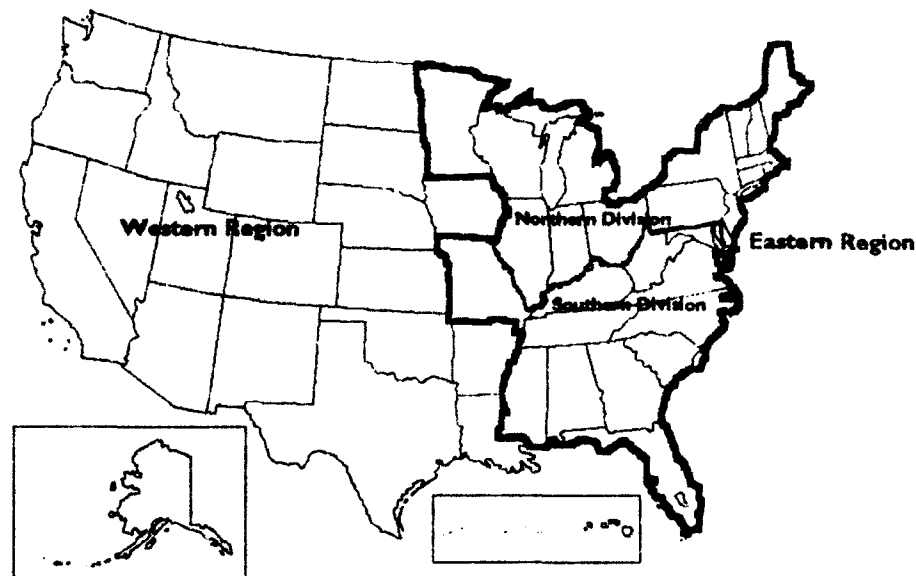 Northern Division
Western Region
Eastern Region
Southern Division